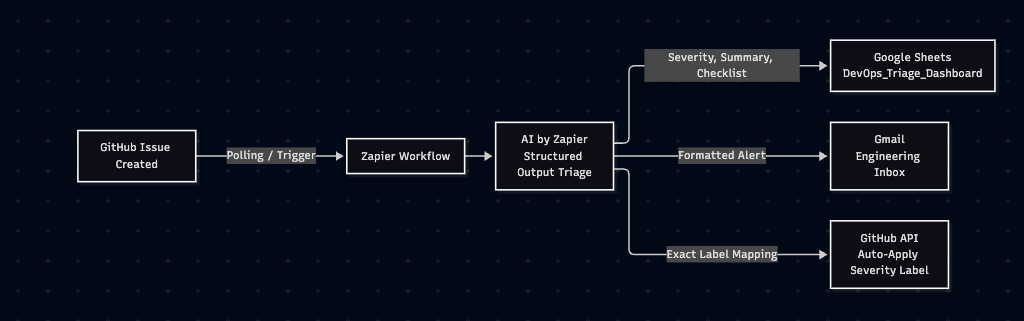 GitHub Issue
Created
Polling / Trigger
Zapier Workflow
AI by Zapier
Structured
Output Triage
Severity, Summary,
Checklist
Google Sheets
DevOps_Triage_Dashboard
Formatted Alert
Gmail
Engineering
Inbox
Exact Label Mapping
GitHub API
Auto-Apply
Severity Label